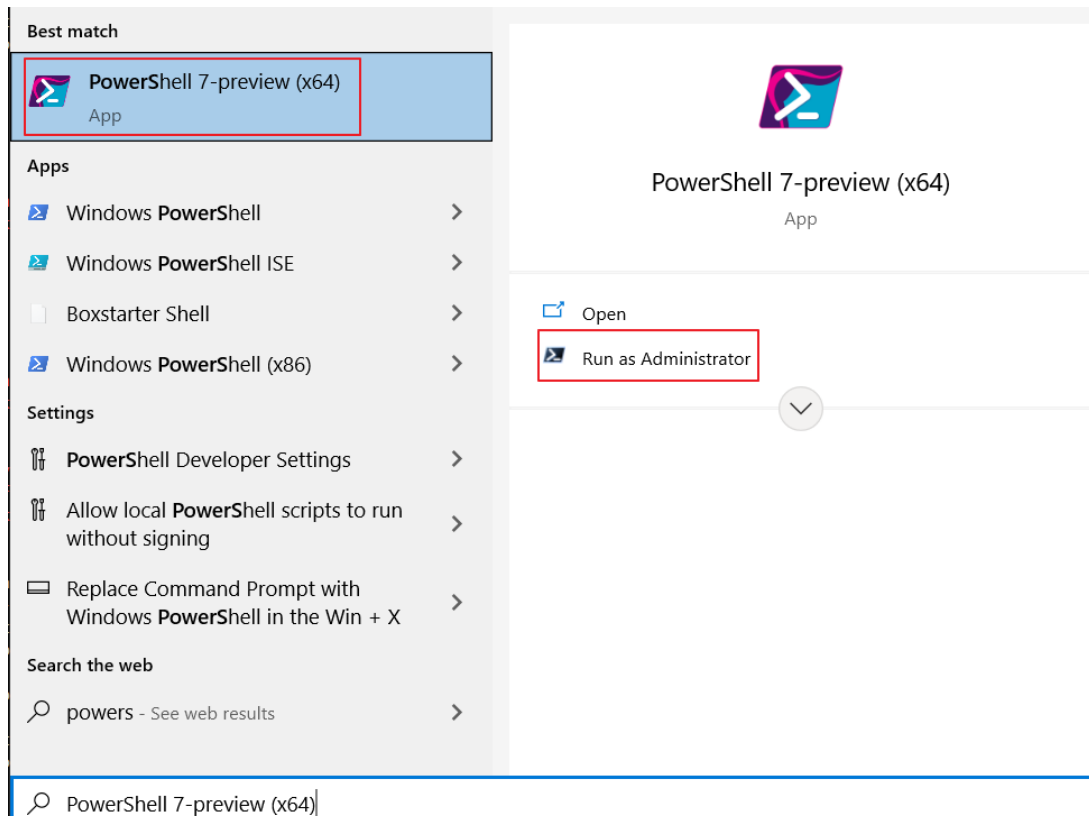 Best match
PowerShell 7-preview (x64)
App
Apps
Windows PowerShell
Windows PowerShell ISE
Boxstarter Shell
Windows PowerShell (x86)
Settings
PowerShell Developer Settings
Allow local PowerShell scripts to run
without signing
Replace Command Prompt with
Windows PowerShell in the Win + X
Search the web
powers - See web results
PowerShell 7-preview (x64)
PowerShell 7-preview (x64)
App
Open
Run as Administrator